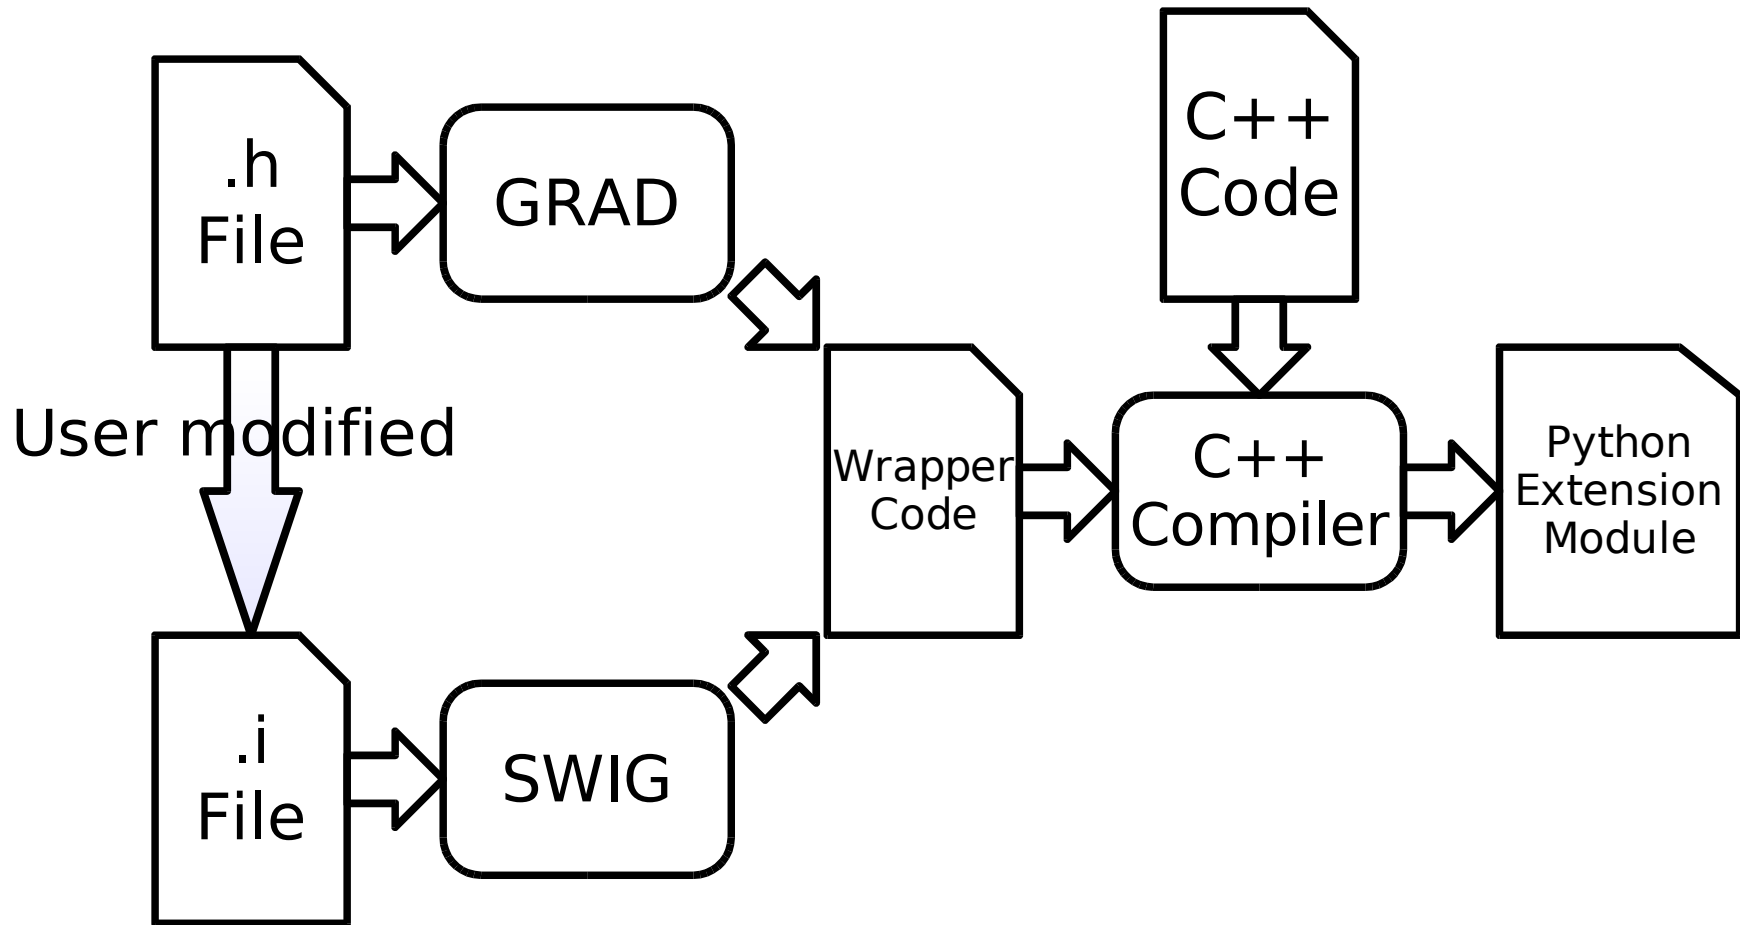 .h
File
GRAD
C++
Code
User modified
Wrapper
Code
C++
Compiler
Python
Extension
Module
.i
File
SWIG